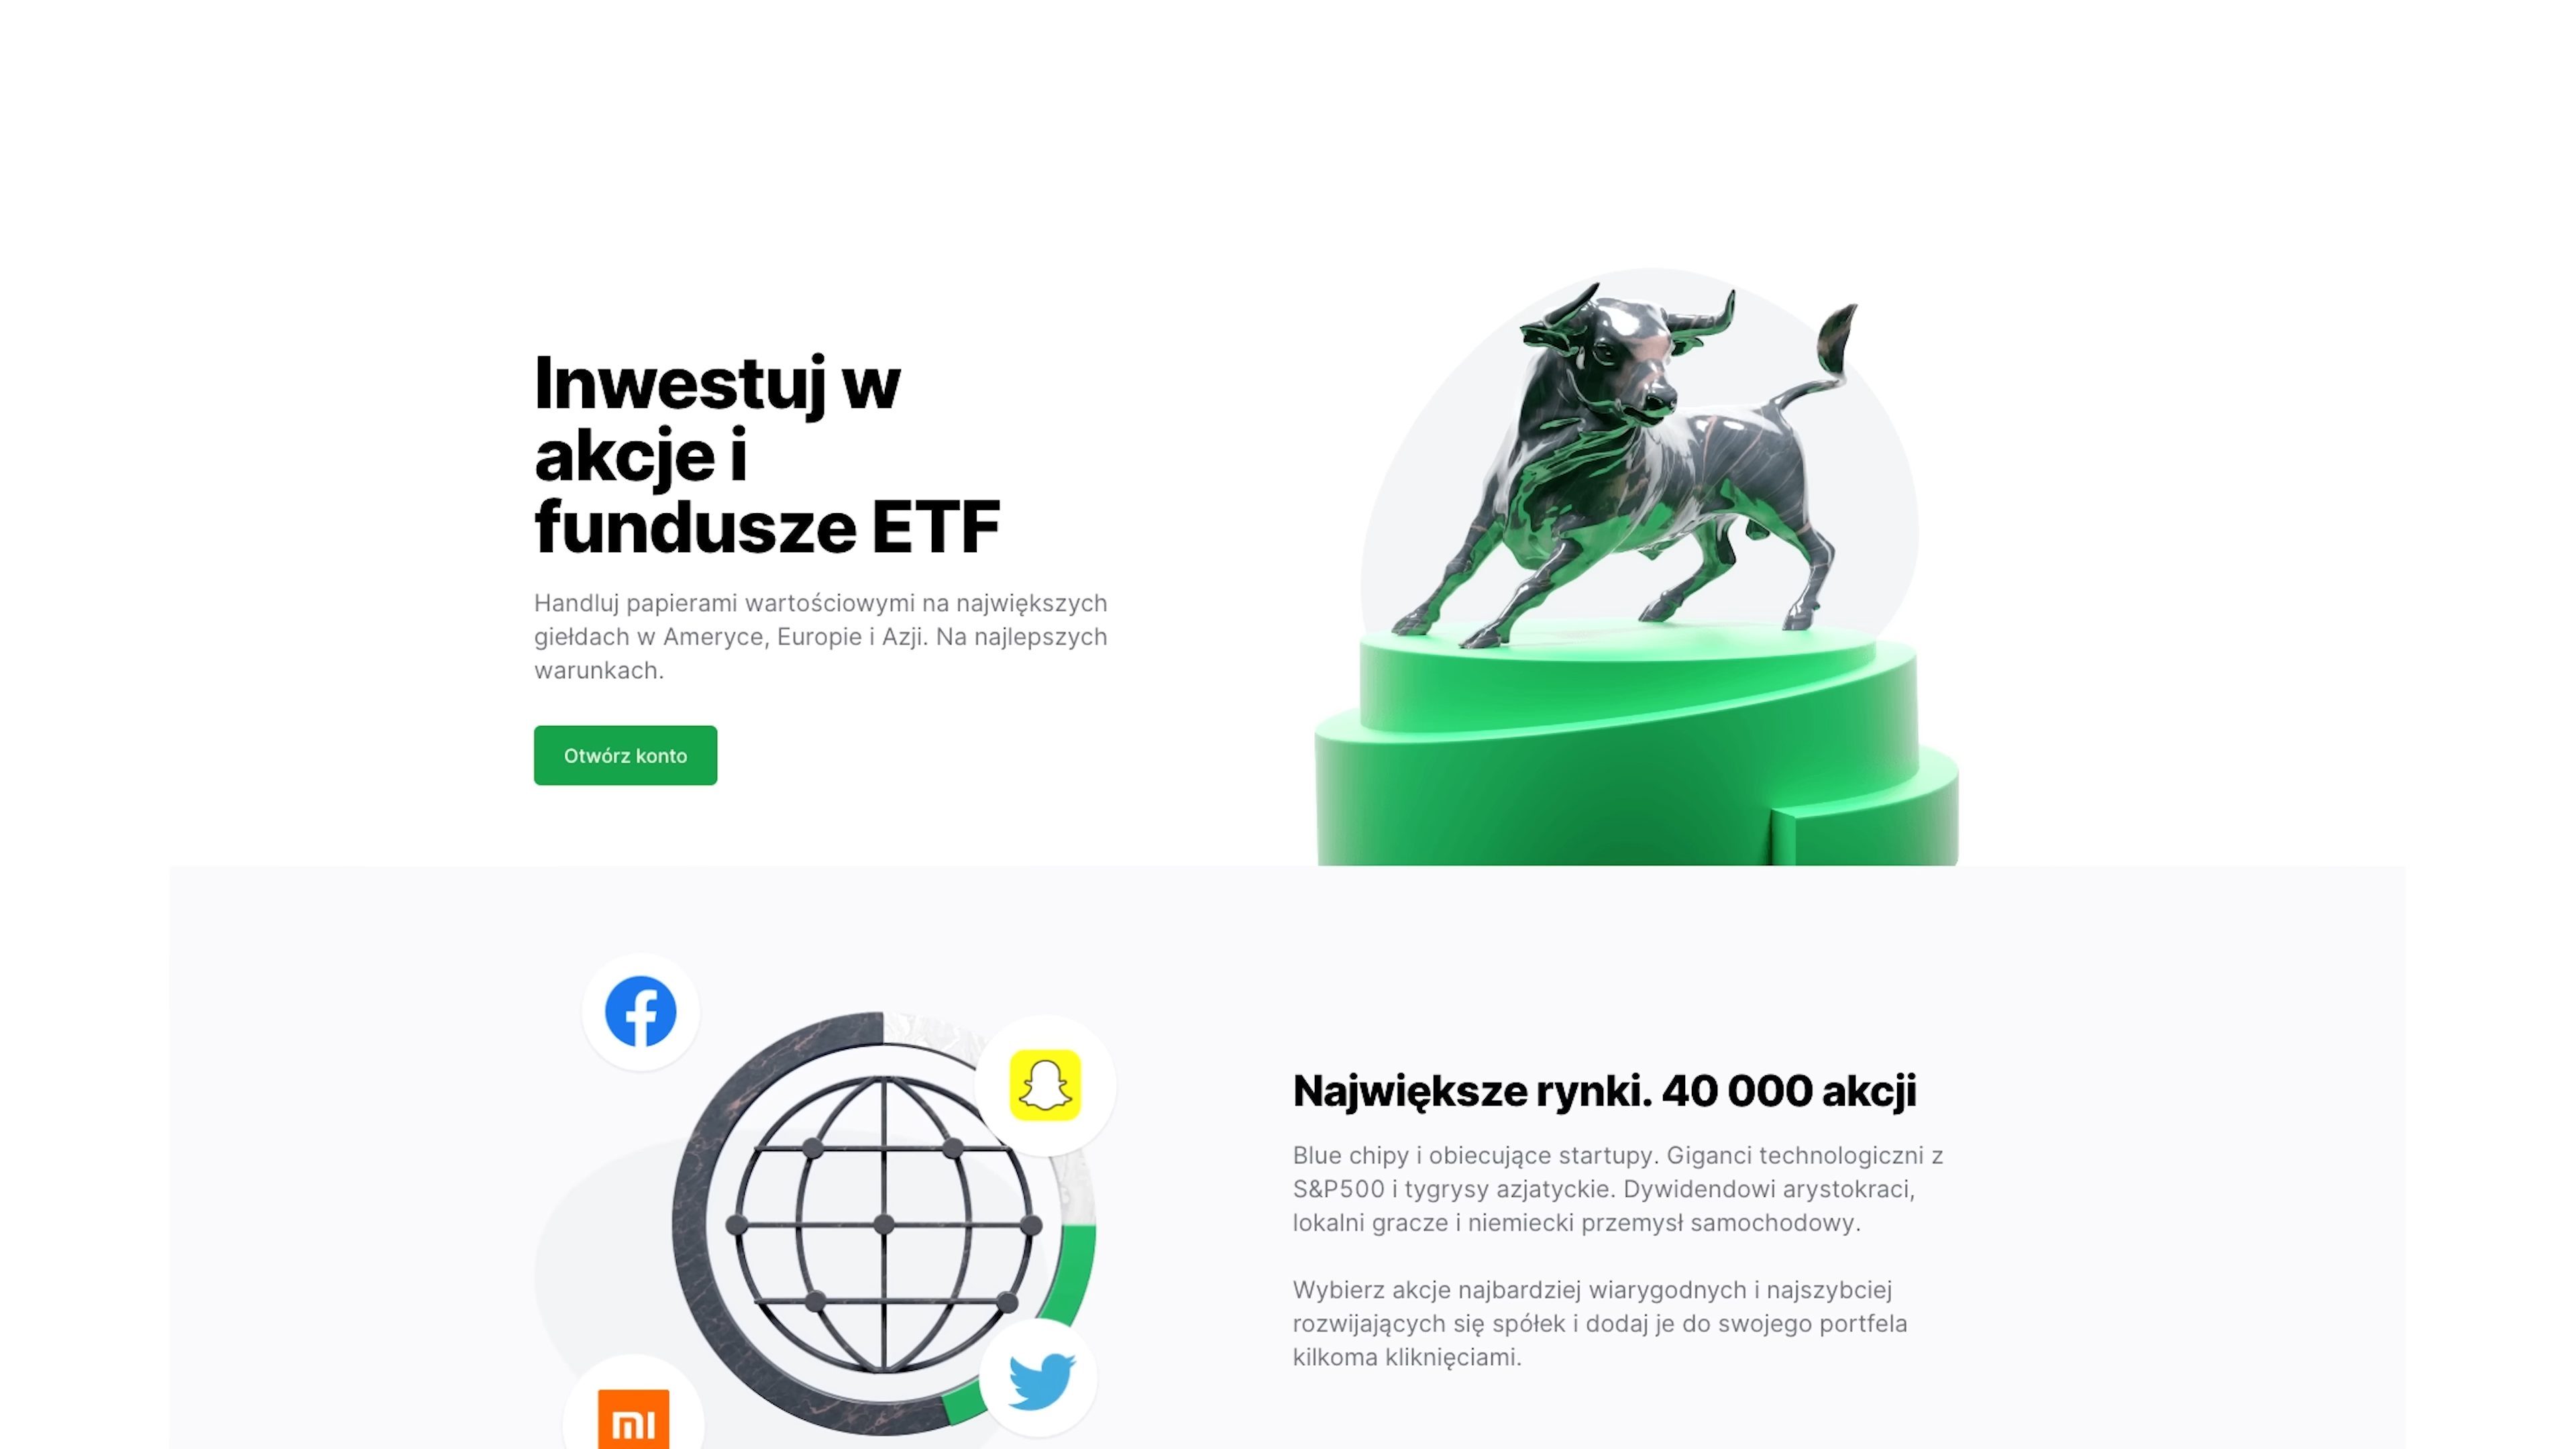 Inwestuj w
akcje i
fundusze ETF
Handluj papierami wartościowymi na największych
giełdach w Ameryce, Europie i Azji. Na najlepszych
warunkach.
Otwórz konto
Największe rynki. 40 000 akcji
Blue chipy i obiecujące startupy. Giganci technologiczni z
S&P500 i tygrysy azjatyckie. Dywidendowi arystokraci,
lokalni gracze i niemiecki przemysł samochodowy.
Wybierz akcje najbardziej wiarygodnych i najszybciej
rozwijających się spółek i dodaj je do swojego portfela
kilkoma kliknięciami.